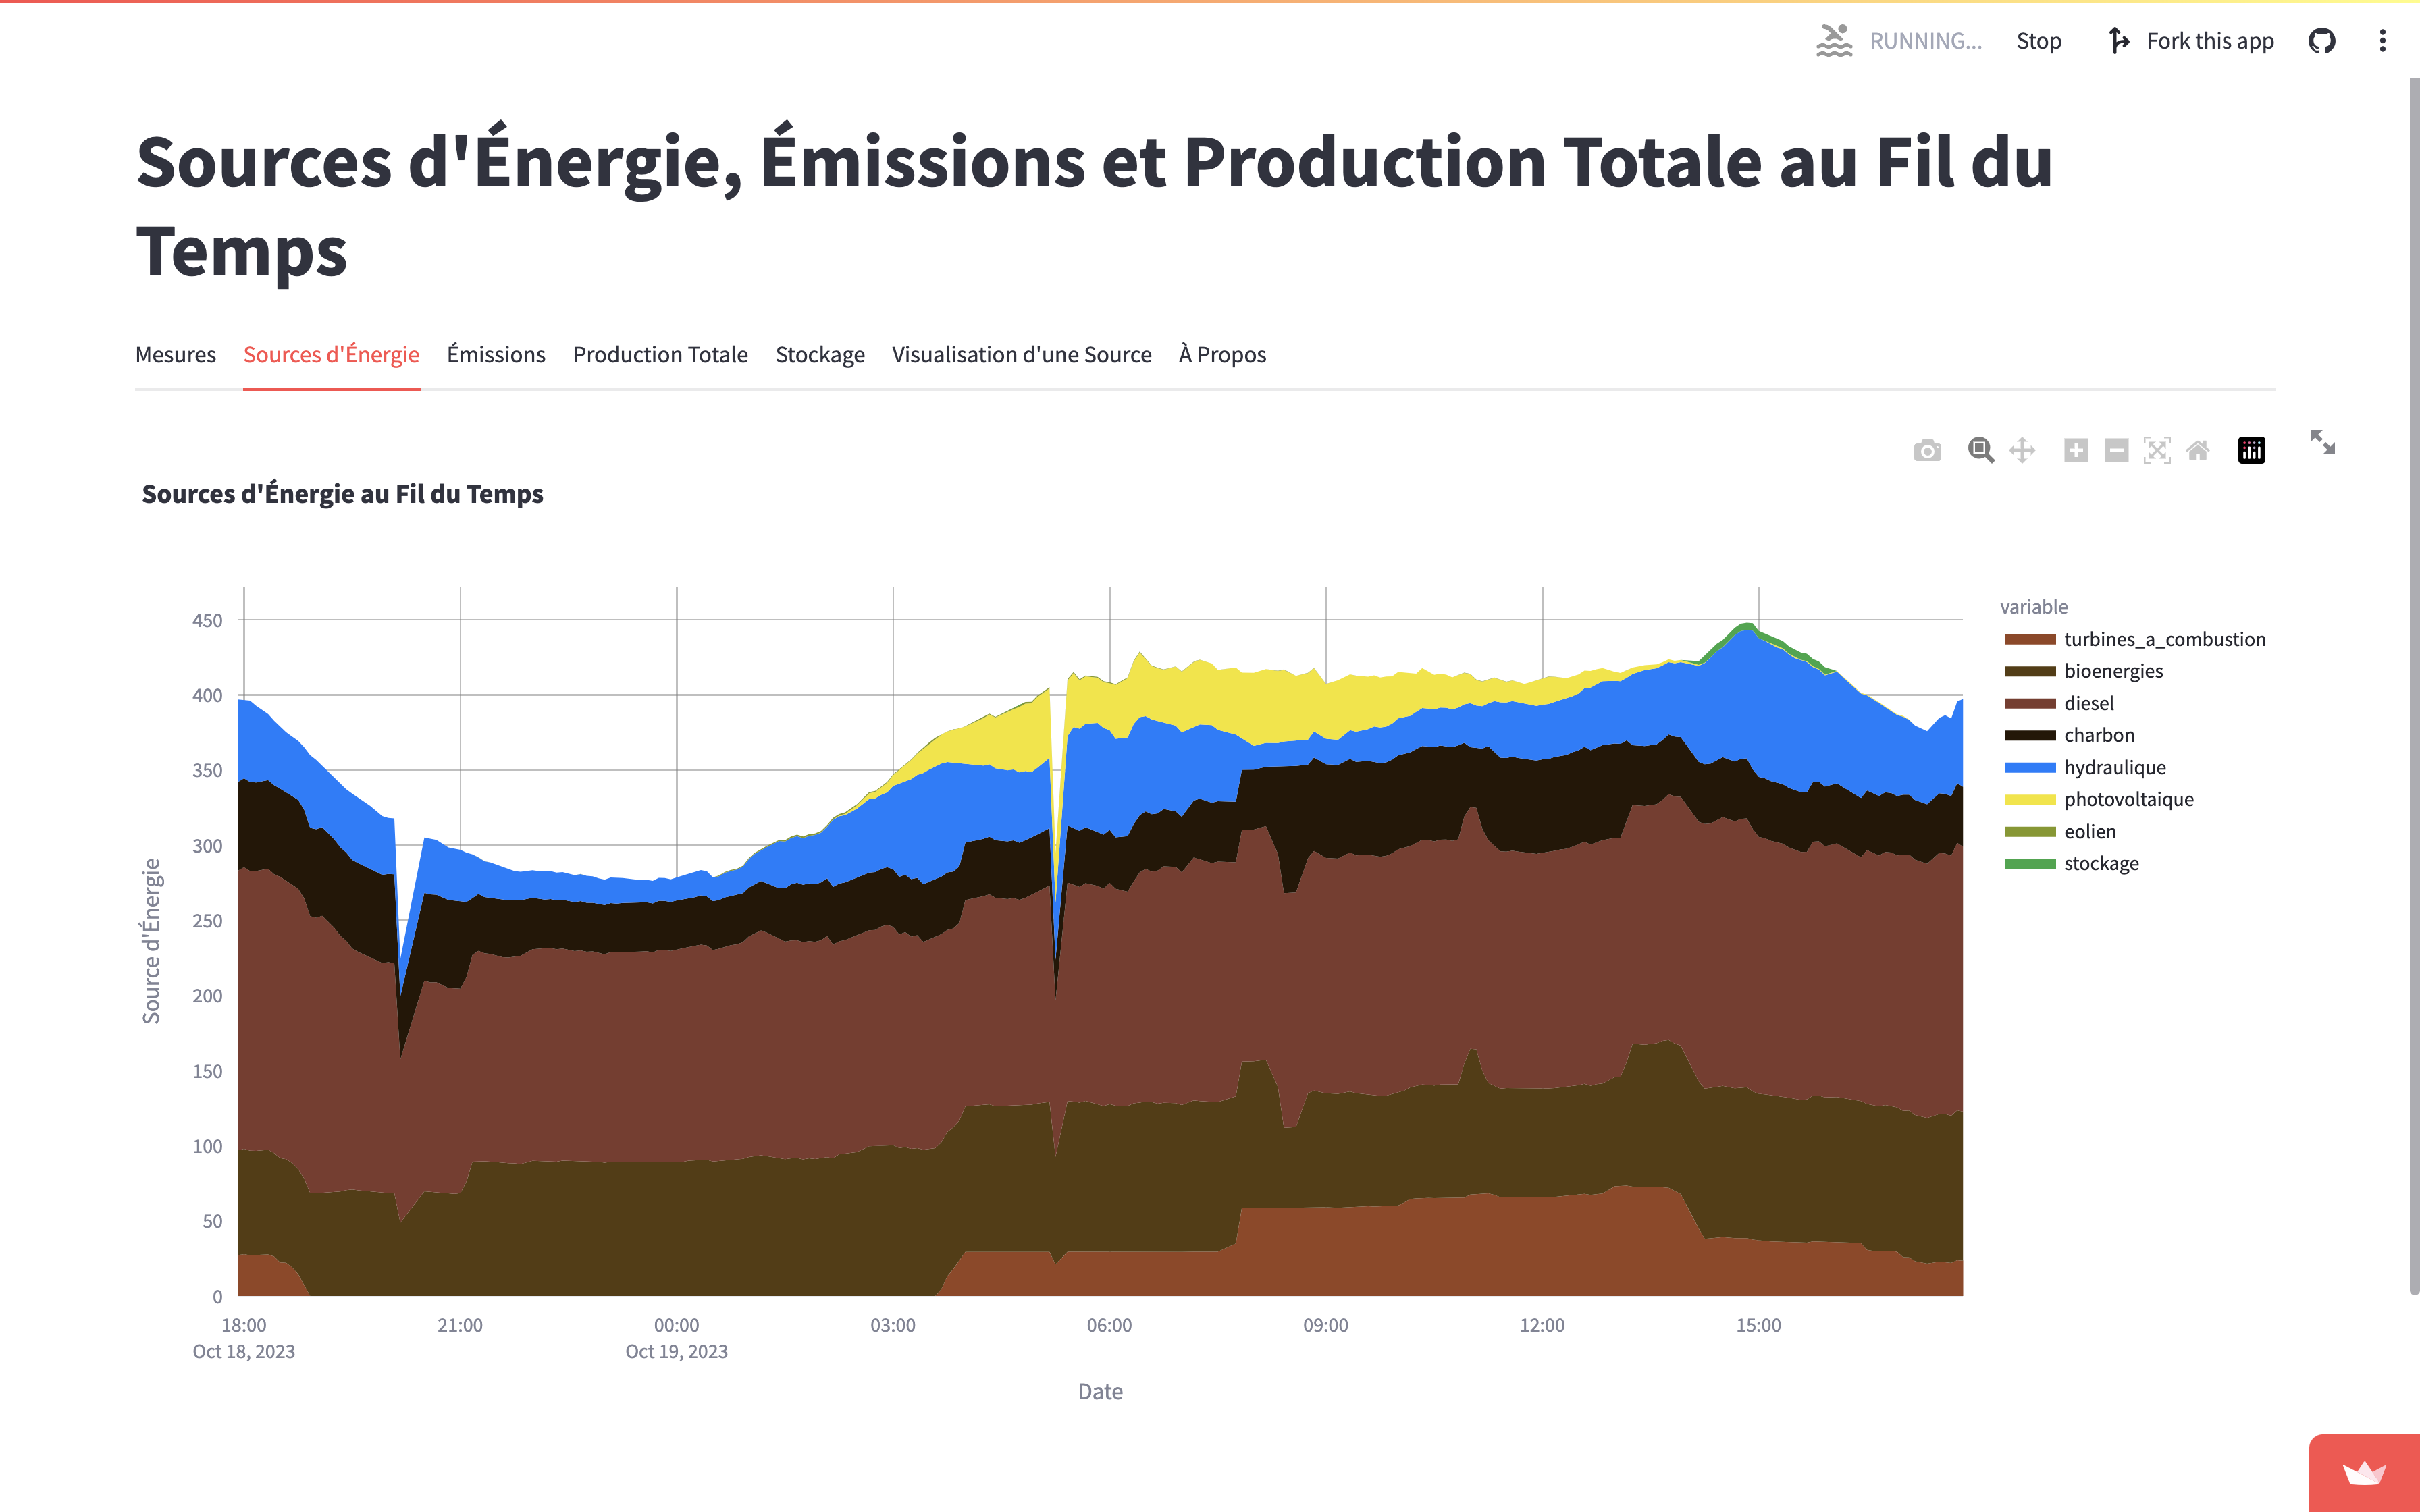 RUNNING...
Stop
Fork this app
Sources d'Énergie, Émissions et Production Totale au Fil du
Temps
Mesures
Sources d'Énergie
Émissions
Production Totale
Stockage
Visualisation d'une Source
À Propos
Sources d'Énergie au Fil du Temps
Source d'Énergie
450
400
350
300
250
200
150
100
50
0
18:00
Oct 18, 2023
21:00
00:00
Oct 19, 2023
03:00
06:00
09:00
12:00
15:00
Date
variable
turbines_a_combustion
bioenergies
diesel
charbon
hydraulique
photovoltaique
eolien
stockage